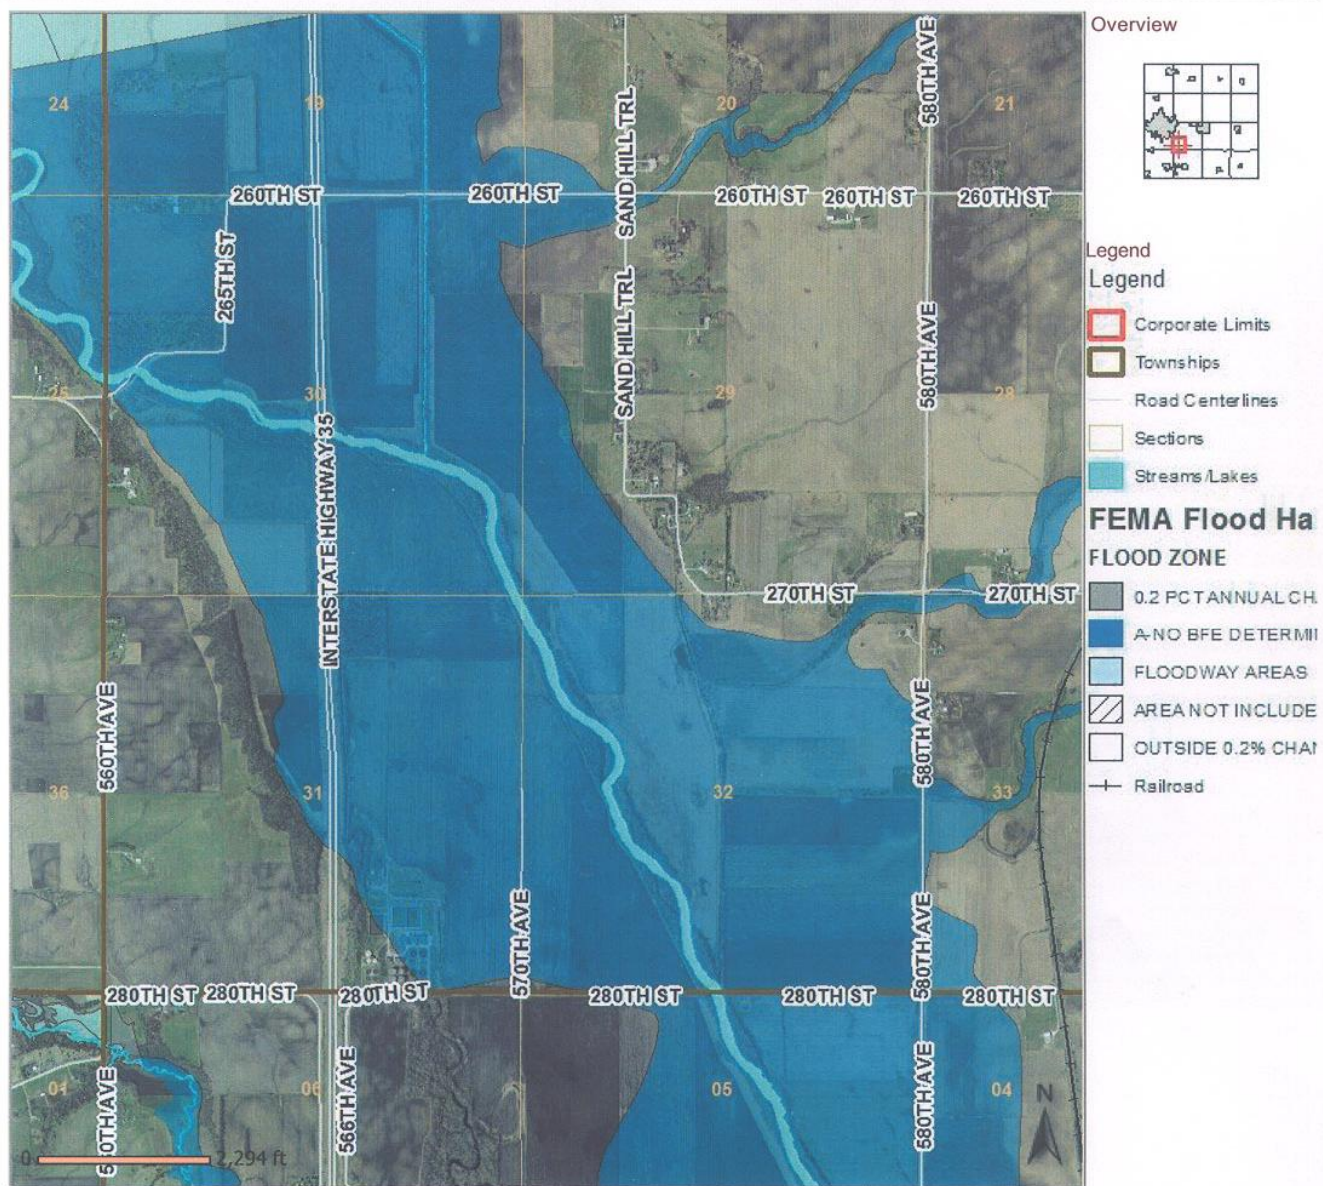 Overview
24
19
20
21
580TH AVE
SAND HILL TRL
260TH ST
260TH ST
260TH ST
260TH ST
260TH ST
265TH ST
SAND HILL TRL
580TH AVE
25
30
29
28
INTERSTATE HIGHWAY 35
270TH ST
270TH ST
560TH AVE
580TH AVE
36
31
32
33
570TH AVE
580TH AVE
280TH ST
280TH ST
280TH ST
280TH ST
280TH ST
280TH ST
01
06
05
04
566TH AVE
580TH AVE
N
0
2,294 ft
Legend
Legend
Corporate Limits
Townships
Road Centerlines
Sections
Streams/Lakes
FEMA Flood Ha
FLOOD ZONE
0.2 PCT ANNUAL CH
A-NO BFE DETERMI
FLOODWAY AREAS
AREA NOT INCLUDE
OUTSIDE 0.2% CHA
Railroad